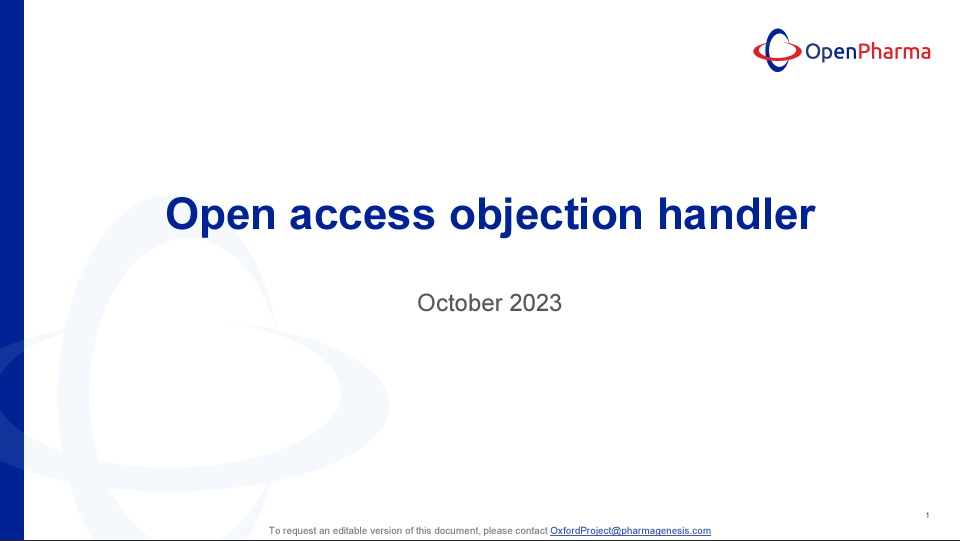 OpenPharma
Open access objection handler
October 2023
1
To request an editable version of this document, please contact OxfordProject@pharmagenesis.com